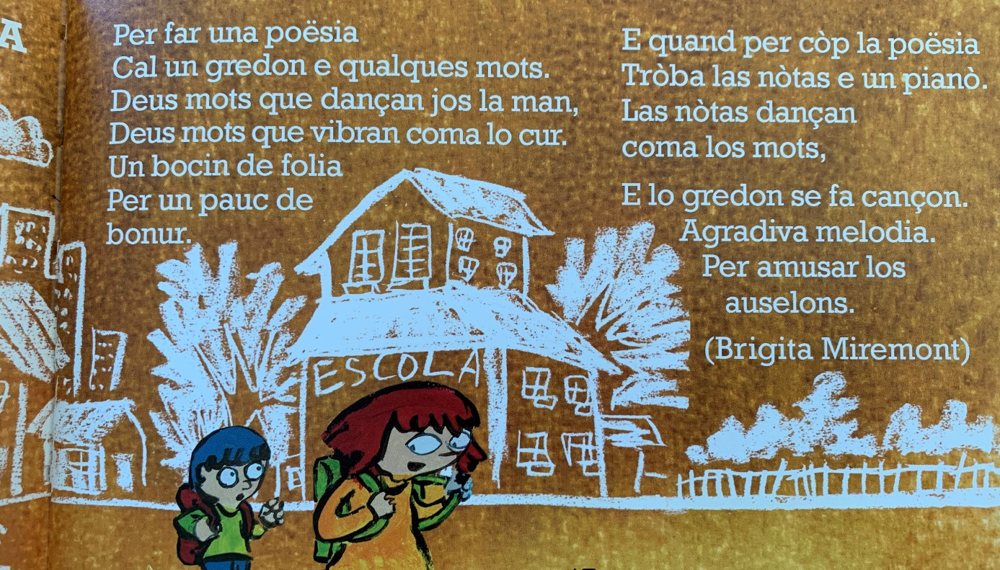 A
Per far una poësia
Cal un gredon e qualques mots.
Deus mots que dançan jos la man,
Deus mots que vibran coma lo cur.
Un bocin de folia
Per un pauc de
bonur.
E quand per còp la poësia
Tròba las nòtas e un pianò.
Las nòtas dançan
coma los mots,
E lo gredon se fa cançon.
Agradiva melodia.
Per amusar los
auselons.
(Brigita Miremont)
ESCOLA